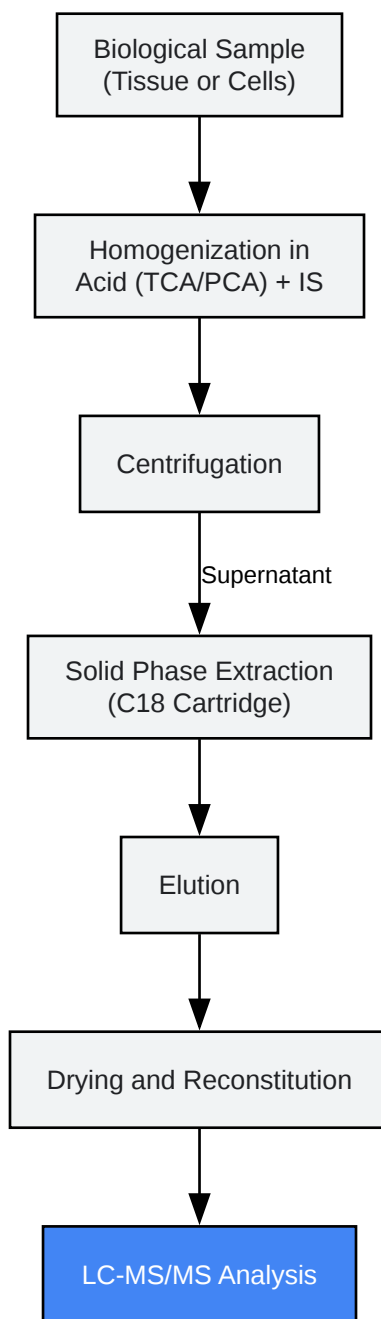 Biological Sample
(Tissue or Cells)
Homogenization in
Acid (TCA/PCA) + IS
Centrifugation
Supernatant
Solid Phase Extraction
(C18 Cartridge)
Elution
Drying and Reconstitution
LC-MS/MS Analysis